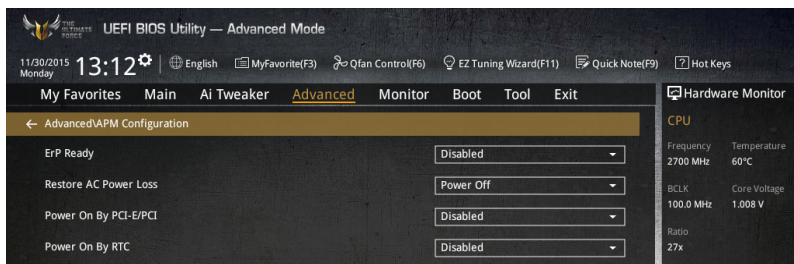 THE ULTIMATE FORCE
UEFI BIOS Utility — Advanced Mode
11/30/2015 Monday 13:12 English MyFavorite(F3) Qfan Control(F6) EZ Tuning Wizard(F11) Quick Note(F9) ? Hot Keys
My Favorites Main Ai Tweaker Advanced Monitor Boot Tool Exit
Hardware Monitor
← Advanced\APM Configuration
ErP Ready Disabled
Restore AC Power Loss Power Off
Power On By PCI-E/PCI Disabled
Power On By RTC Disabled
CPU
Frequency Temperature
2700 MHz 60°C
BCLK Core Voltage
100.0 MHz 1.008 V
Ratio
27x